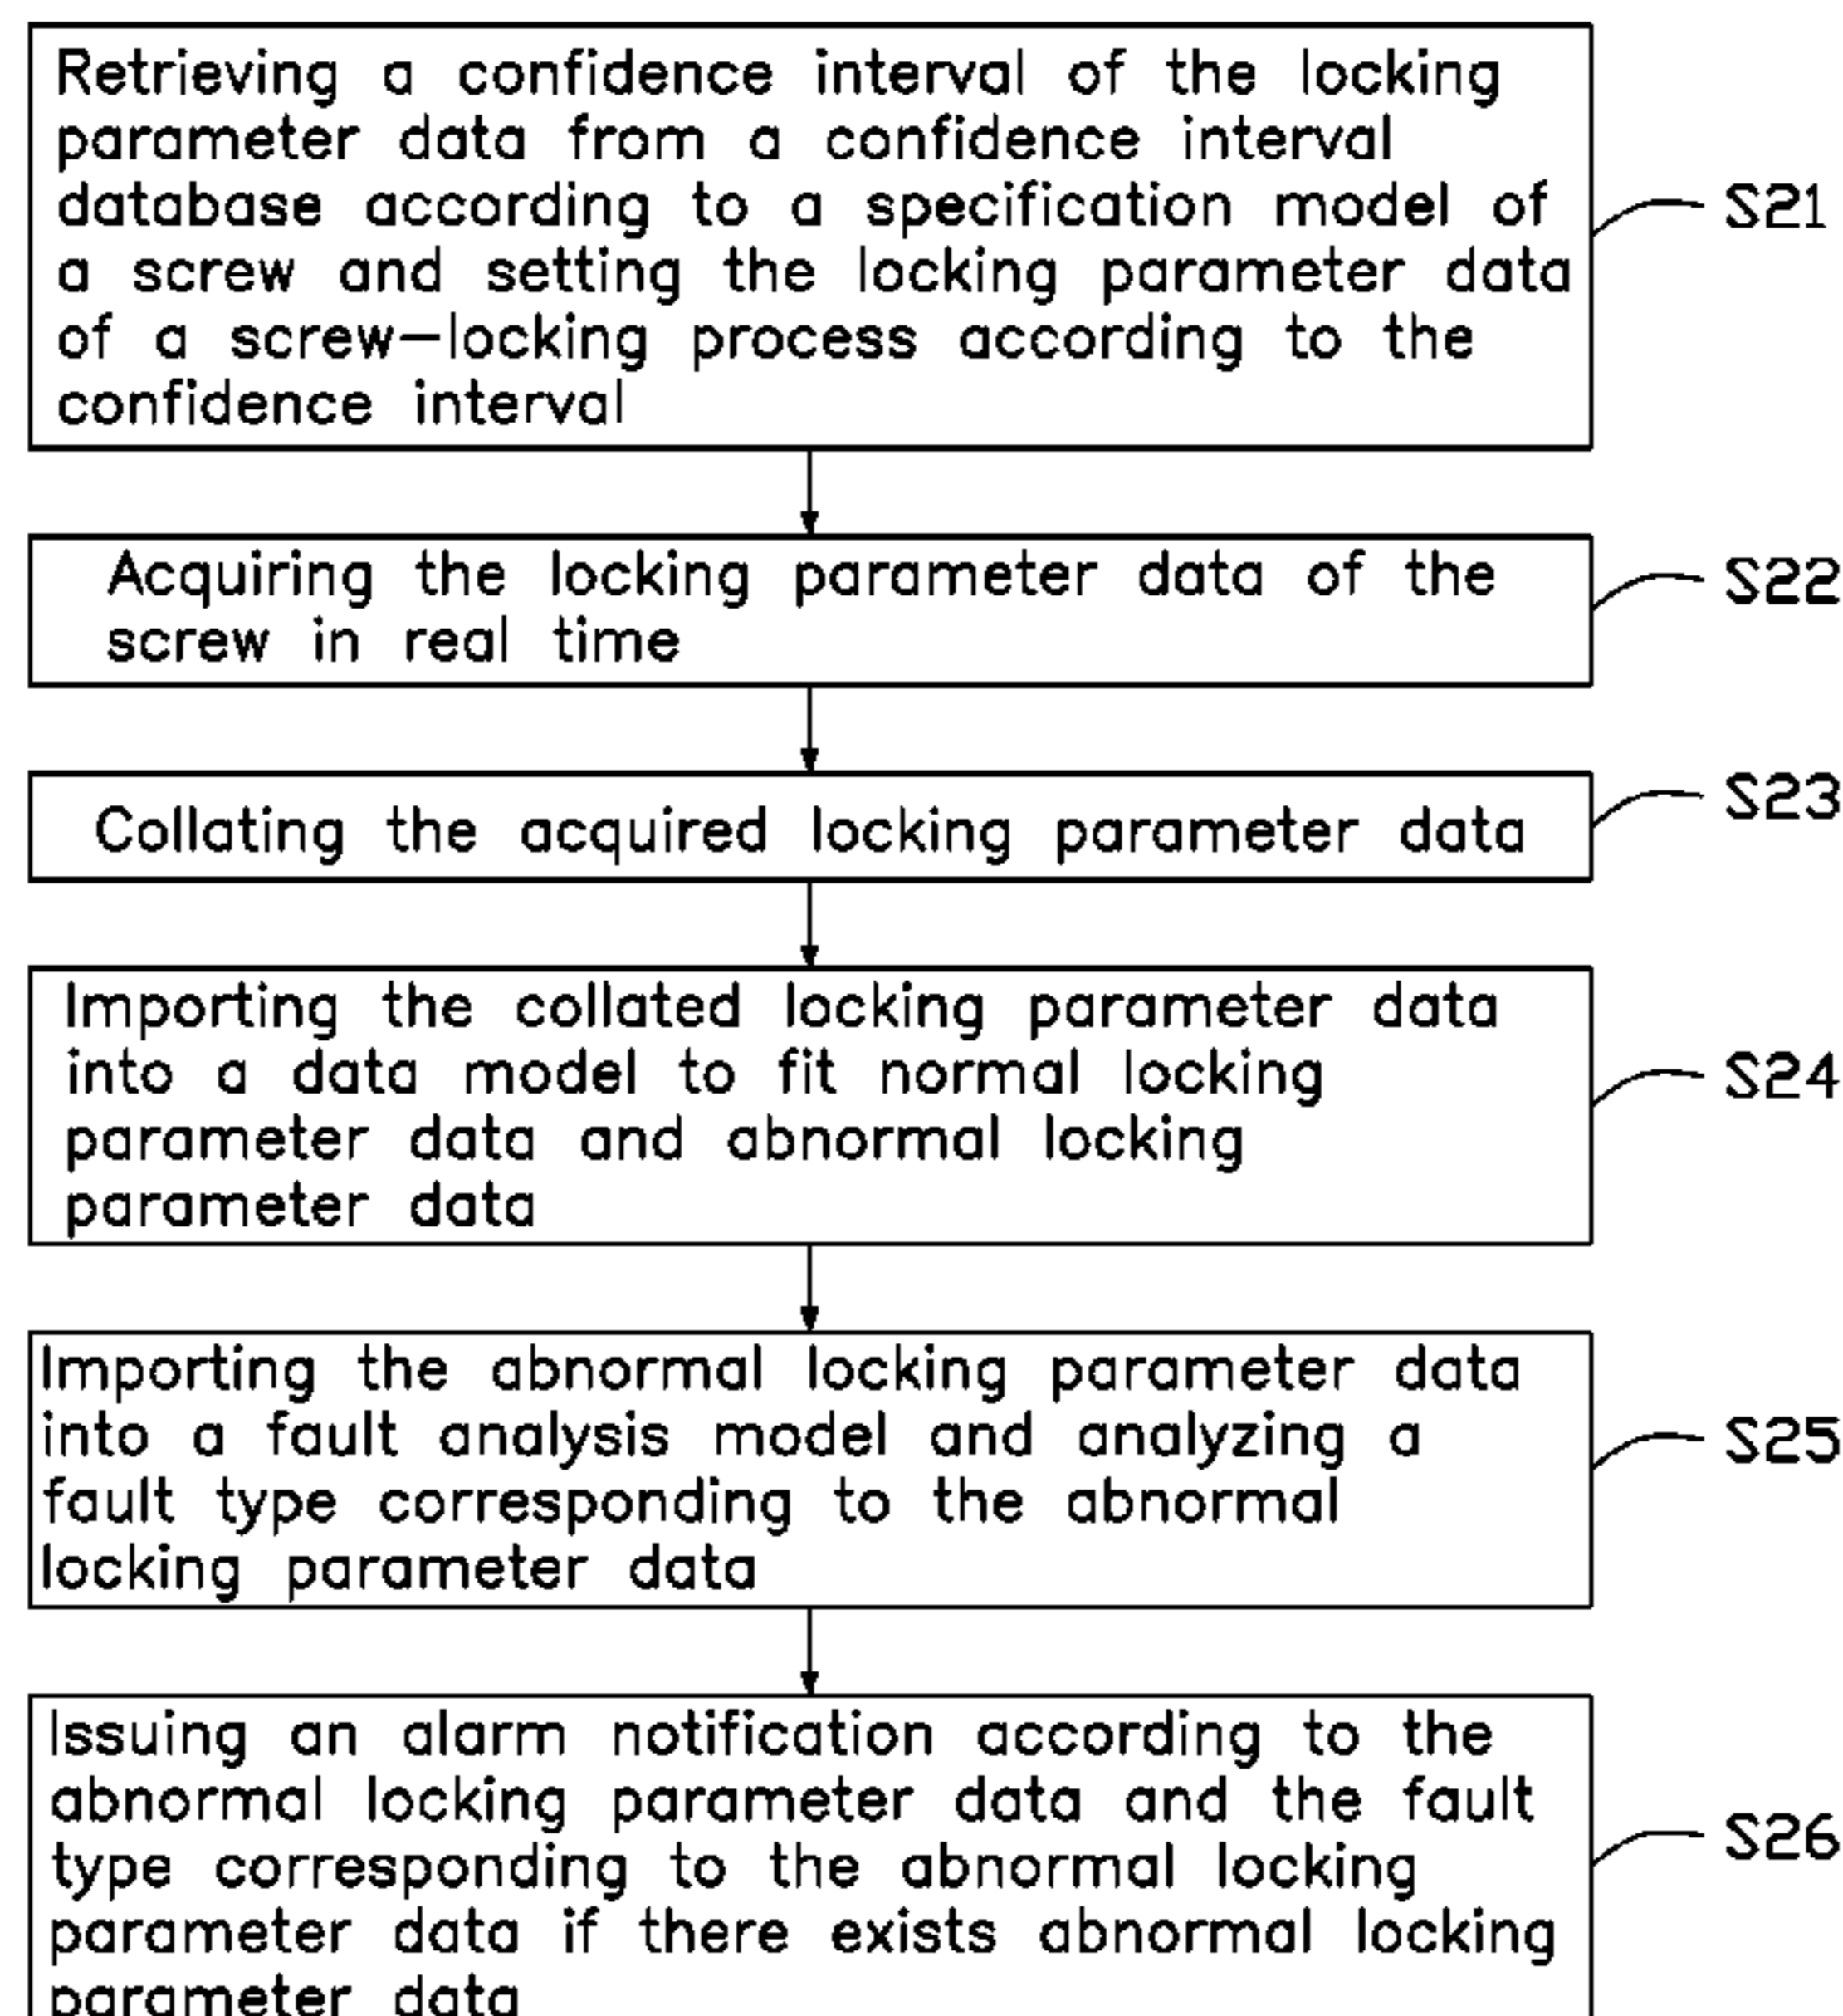 Retrieving a confidence interval of the locking
parameter data from a confidence interval
database according to a specification model of
a screw and setting the locking parameter data
of a screw-locking process according to the
confidence interval
S21
Acquiring the locking parameter data of the
screw in real time
S22
Collating the acquired locking parameter data
S23
Importing the collated locking parameter data
into a data model to fit normal locking
parameter data and abnormal locking
parameter data
S24
Importing the abnormal locking parameter data
into a fault analysis model and analyzing a
fault type corresponding to the abnormal
locking parameter data
S25
Issuing an alarm notification according to the
abnormal locking parameter data and the fault
type corresponding to the abnormal locking
parameter data if there exists abnormal locking
parameter data
S26